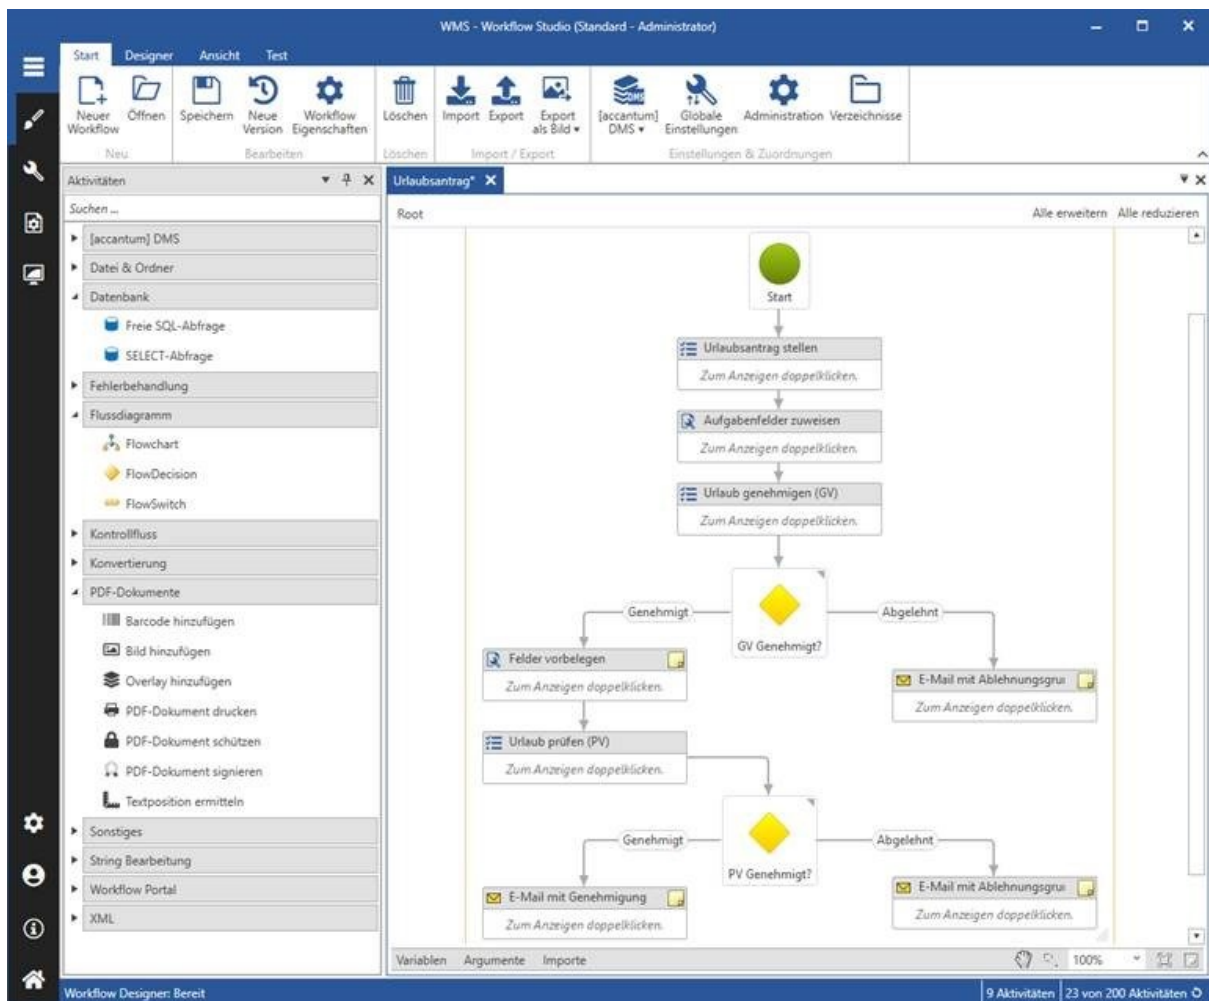 WMS - Workflow Studio (Standard - Administrator)
Start Designer Ansicht Test
Neuer Workflow
Öffnen
Speichern
Neue Version
Workflow Eigenschaften
Löschen
Import
Export
Export als Bild
[accantum] DMS
DMS
Globale Einstellungen
Administration
Verzeichnisse
Neu
Bearbeiten
Löschen
Import / Export
Einstellungen & Zuordnungen
Aktivitäten
Suchen ...
[accantum] DMS
Datei & Ordner
Datenbank
Freie SQL-Abfrage
SELECT-Abfrage
Fehlerbehandlung
Flussdiagramm
Flowchart
FlowDecision
FlowSwitch
Kontrollfluss
Konvertierung
PDF-Dokumente
Barcode hinzufügen
Bild hinzufügen
Overlay hinzufügen
PDF-Dokument drucken
PDF-Dokument schützen
PDF-Dokument signieren
Textposition ermitteln
Sonstiges
String Bearbeitung
Workflow Portal
XML
Urlaubsantrag*
Root
Alle erweitern Alle reduzieren
Start
Urlaubsantrag stellen
Zum Anzeigen doppelklicken.
Aufgabenfelder zuweisen
Zum Anzeigen doppelklicken.
Urlaub genehmigen (GV)
Zum Anzeigen doppelklicken.
Genehmigt
Abgelehnt
GV Genehmigt?
Felder vorbelegen
Zum Anzeigen doppelklicken.
E-Mail mit Ablehnungsgru
Zum Anzeigen doppelklicken.
Urlaub prüfen (PV)
Zum Anzeigen doppelklicken.
Genehmigt
Abgelehnt
PV Genehmigt?
E-Mail mit Genehmigung
Zum Anzeigen doppelklicken.
E-Mail mit Ablehnungsgru
Zum Anzeigen doppelklicken.
Variablen Argumente Importe
100%
Workflow Designer: Bereit
9 Aktivitäten
23 von 200 Aktivitäten